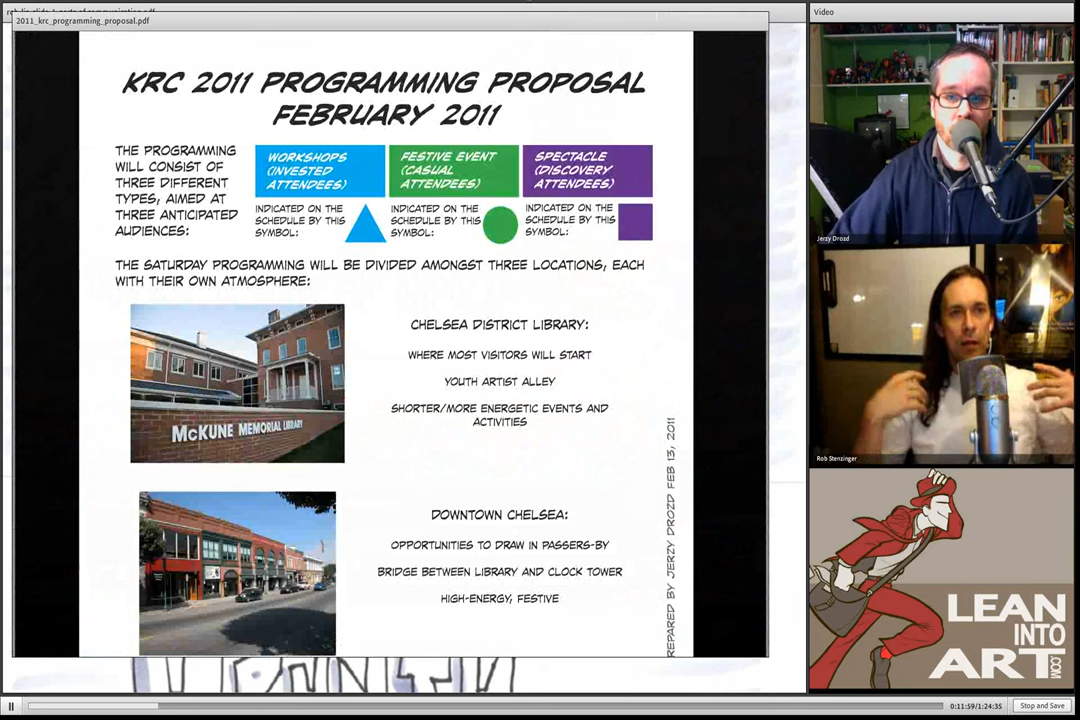 2011_krc_programming_proposal.pdf
KRC 2011 PROGRAMMING PROPOSAL
FEBRUARY 2011
THE PROGRAMMING
WILL CONSIST OF
THREE DIFFERENT
TYPES, AIMED AT
THREE ANTICIPATED
AUDIENCES:
WORKSHOPS
(INVESTED
ATTENDEES)
INDICATED ON THE
SCHEDULE BY THIS
SYMBOL:
FESTIVE EVENT
(CASUAL
ATTENDEES)
INDICATED ON THE
SCHEDULE BY THIS
SYMBOL:
SPECTACLE
(DISCOVERY
ATTENDEES)
INDICATED ON THE
SCHEDULE BY THIS
SYMBOL:
THE SATURDAY PROGRAMMING WILL BE DIVIDED AMONGST THREE LOCATIONS, EACH
WITH THEIR OWN ATMOSPHERE:
McKUNE MEMORIAL LIBRARY
CHELSEA DISTRICT LIBRARY:
WHERE MOST VISITORS WILL START
YOUTH ARTIST ALLEY
SHORTER/MORE ENERGETIC EVENTS AND
ACTIVITIES
DOWNTOWN CHELSEA:
OPPORTUNITIES TO DRAW IN PASSERS-BY
BRIDGE BETWEEN LIBRARY AND CLOCK TOWER
HIGH-ENERGY, FESTIVE
REPARED BY JERZY DROZD FEB 13, 2011
Video
Jerzy Drozd
Rob Stenzinger
LEAN
INTO
ART
.COM
0:11:59/1:24:35
Stop and Save